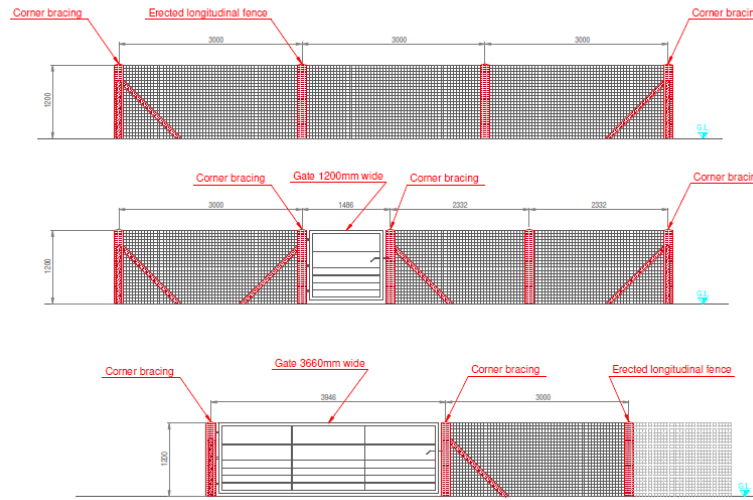 Corner bracing
Erected longitudinal fence
Corner bracing
3000
3000
3000
1200
G.L.
Corner bracing
Gate 1200mm wide
Corner bracing
Corner bracing
3000
1486
2332
2332
1200
G.L.
Gate 3660mm wide
Corner bracing
Corner bracing
Erected longitudinal fence
3946
3000
1200
G.L.